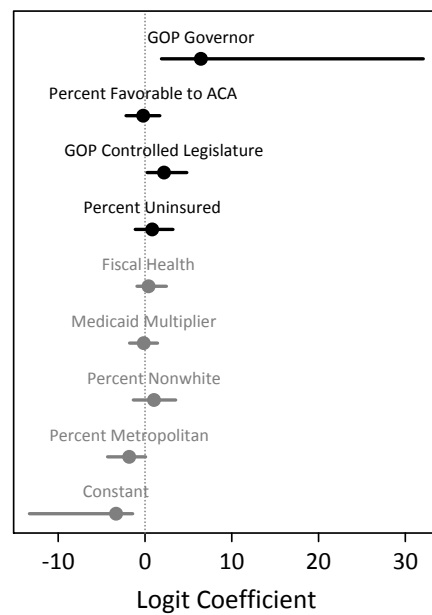 GOP Governor
Percent Favorable to ACA
GOP Controlled Legislature
Percent Uninsured
Fiscal Health
Medicaid Multiplier
Percent Nonwhite
Percent Metropolitan
Constant
-10 0 10 20 30
Logit Coefficient